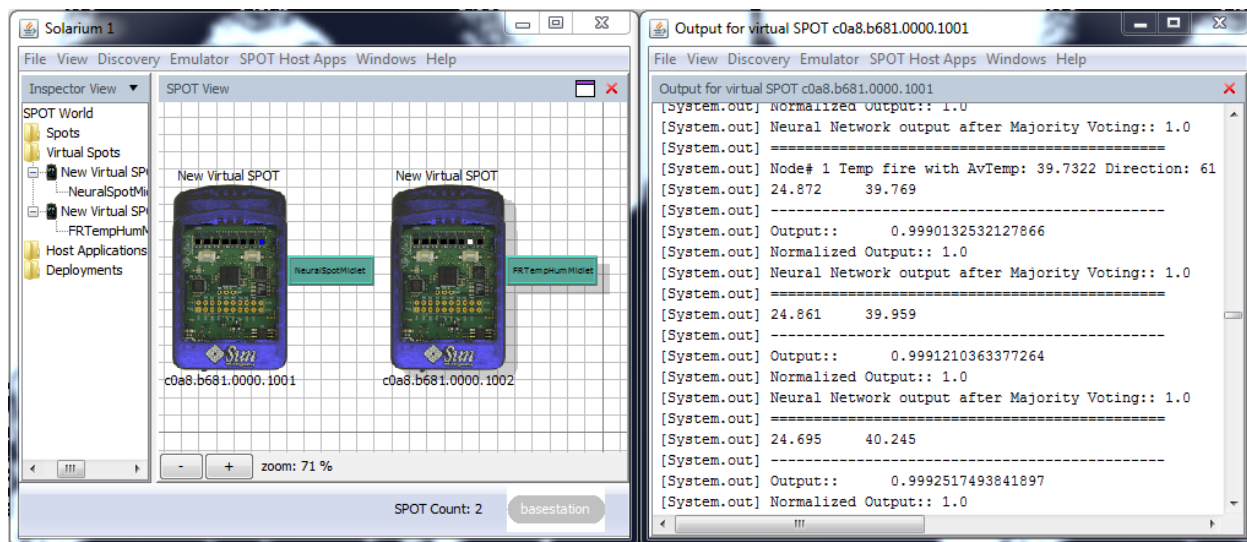 Solarium 1
File View Discovery Emulator SPOT Host Apps Windows Help
Inspector View
SPOT World
Spots
Virtual Spots
New Virtual SP
NeuralSpotMi
New Virtual SP
FRTempHumM
Host Applications
Deployments
SPOT View
New Virtual SPOT
New Virtual SPOT
NeuralSpotMidlet
FRTempHumMidlet
Sun
Sun
c0a8.b681.0000.1001
c0a8.b681.0000.1002
- + zoom: 71 %
SPOT Count: 2
basestation
Output for virtual SPOT c0a8.b681.0000.1001
File View Discovery Emulator SPOT Host Apps Windows Help
Output for virtual SPOT c0a8.b681.0000.1001
[System.out] Normalized Output:: 1.0
[System.out] Neural Network output after Majority Voting:: 1.0
[System.out] =============================================
[System.out] Node# 1 Temp fire with AvTemp: 39.7322 Direction: 61
[System.out] 24.872 39.769
[System.out] ---------------------------------------------
[System.out] Output:: 0.9990132532127866
[System.out] Normalized Output:: 1.0
[System.out] Neural Network output after Majority Voting:: 1.0
[System.out] =============================================
[System.out] 24.861 39.959
[System.out] ---------------------------------------------
[System.out] Output:: 0.9991210363377264
[System.out] Normalized Output:: 1.0
[System.out] Neural Network output after Majority Voting:: 1.0
[System.out] =============================================
[System.out] 24.695 40.245
[System.out] ---------------------------------------------
[System.out] Output:: 0.9992517493841897
[System.out] Normalized Output:: 1.0